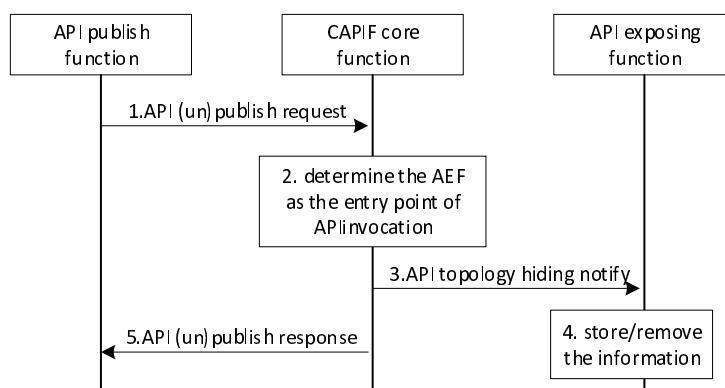 API publish
function
CAPIF core
function
API exposing
function
1.API (un)publish request
2. determine the AEF
as the entry point of
APIinvocation
3.API topology hiding notify
4. store/remove
the information
5.API (un)publish response